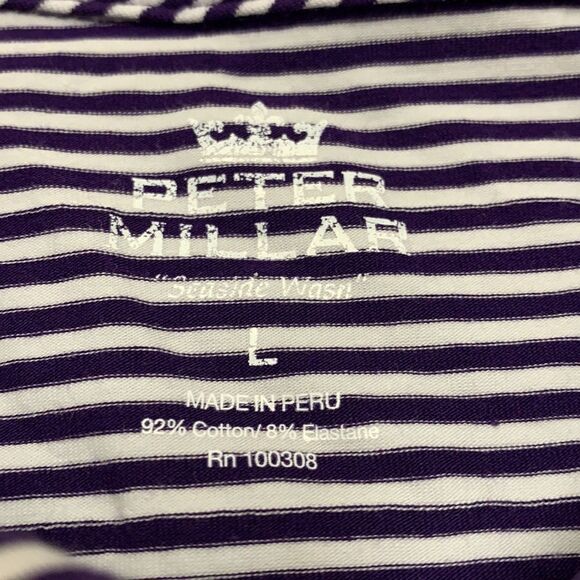 PETER
MILLAR
"Seaside Wash"
L
MADE IN PERU
92% Cotton/ 8% Elastane
Rn 100308